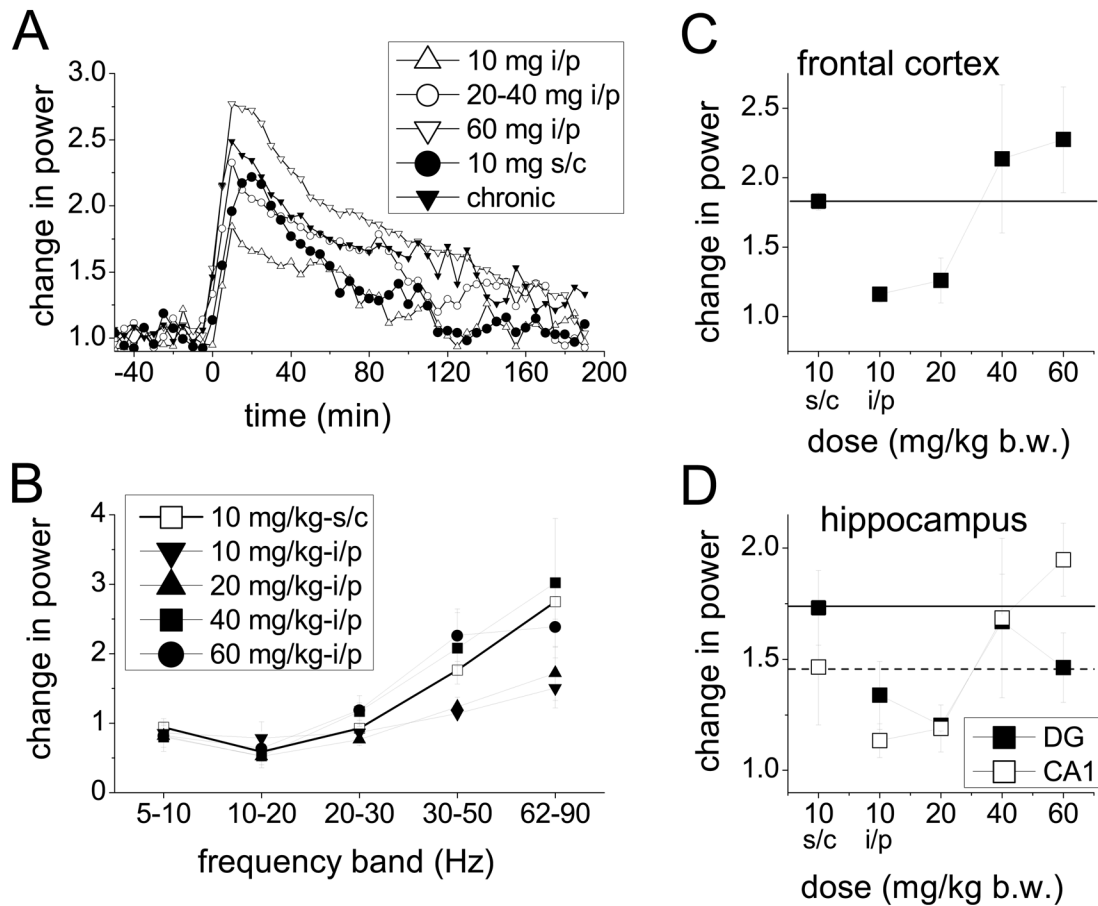 A
10 mg i/p
20-40 mg i/p
60 mg i/p
10 mg s/c
chronic
3.0
2.5
2.0
1.5
1.0
change in power
-40 0 40 80 120 160 200
time (min)
B
10 mg/kg-s/c
10 mg/kg-i/p
20 mg/kg-i/p
40 mg/kg-i/p
60 mg/kg-i/p
4
3
2
1
0
change in power
5-10 10-20 20-30 30-50 62-90
frequency band (Hz)
C
frontal cortex
2.5
2.0
1.5
1.0
change in power
10 10 20 40 60
s/c i/p
dose (mg/kg b.w.)
D
hippocampus
2.0
1.5
1.0
change in power
DG
CA1
10 10 20 40 60
s/c i/p
dose (mg/kg b.w.)